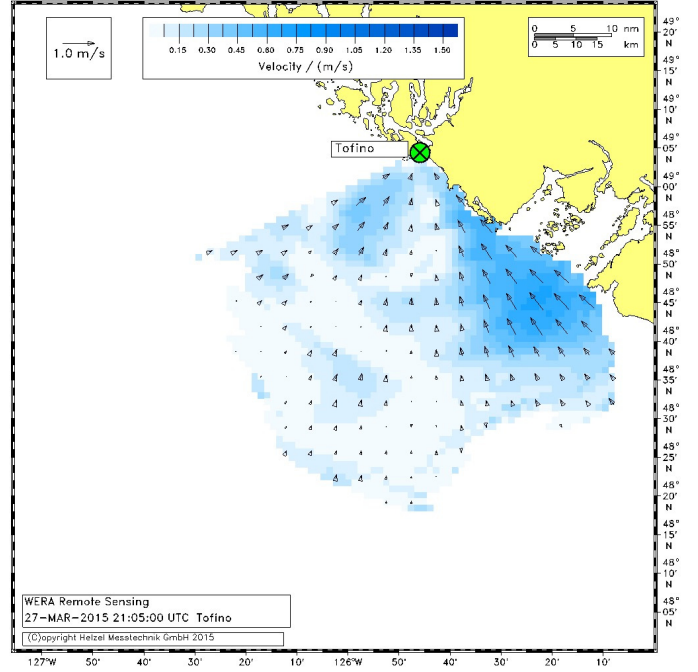 1.0 m/s
0.15 0.30 0.45 0.60 0.75 0.90 1.05 1.20 1.35 1.50
Velocity / (m/s)
0 5 10 nm
0 5 10 15 km
Tofino
49° 20' N
49° 15' N
49° 10' N
49° 05' N
49° 00' N
48° 55' N
48° 50' N
48° 45' N
48° 40' N
48° 35' N
48° 30' N
48° 25' N
48° 20' N
48° 15' N
48° 10' N
48° 05' N
WERA Remote Sensing
27-MAR-2015 21:05:00 UTC Tofino
(C)opyright Helzel Messtechnik GmbH 2015
127°W 50' 40' 30' 20' 10' 126°W 50' 40' 30' 20' 10'